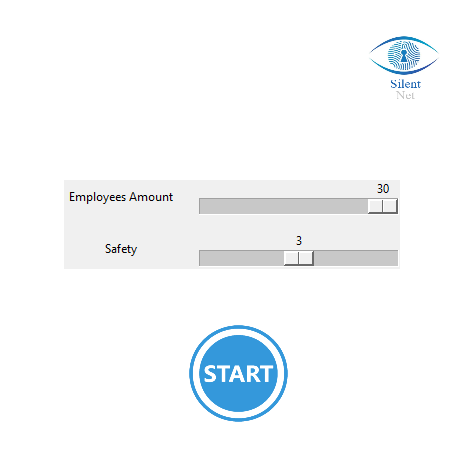 Silent
Net
30
Employees Amount
3
Safety
START